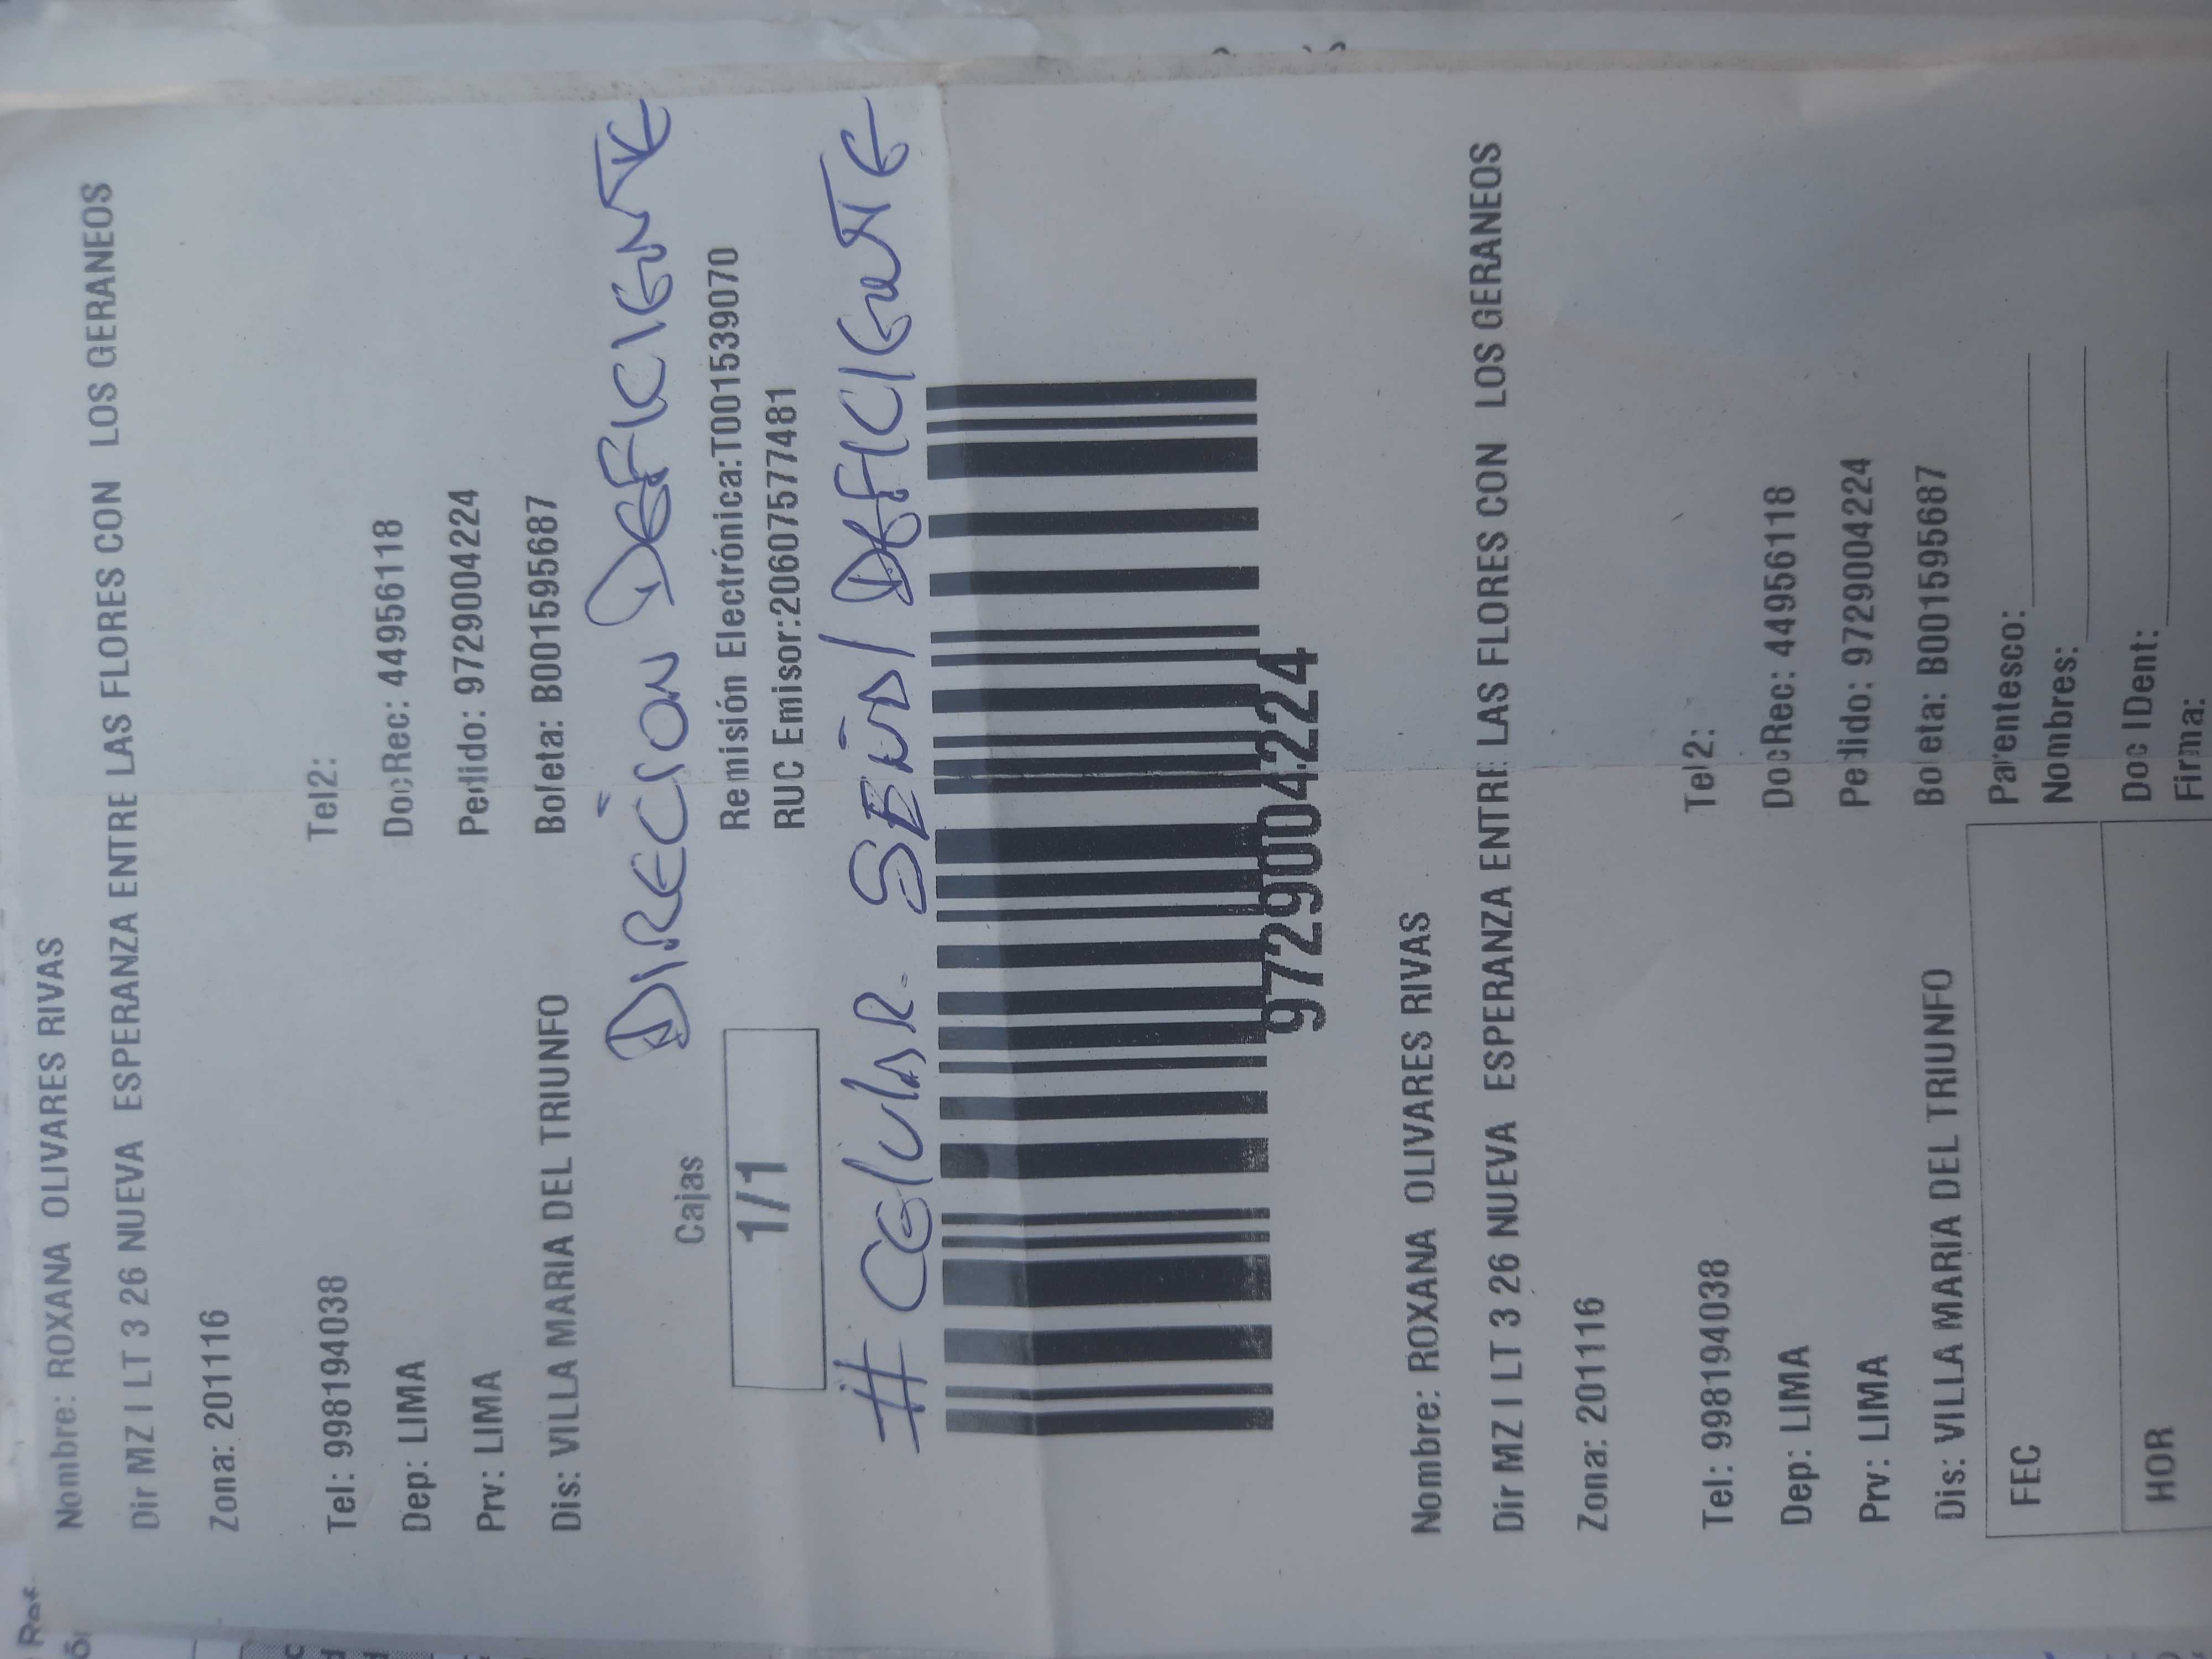 Nombre: ROXANA OLIVARES RIVAS
Dir MZ I LT 3 26 NUEVA ESPERANZA ENTRE LAS FLORES CON LOS GERANEOS
Zona: 201116
Tel: 998194038 Tel2:
Dep: LIMA DocRec: 44956118
Prv: LIMA Pedido: 9729004224
Dis: VILLA MARIA DEL TRIUNFO Boleta: B001595687
DIRECION DEFICIENTE
Cajas
1/1
Remisión Electrónica:T001539070
RUC Emisor:20607577481
# CELULAR SEÑAL DEFICIENTE
9729004224
Nombre: ROXANA OLIVARES RIVAS
Dir MZ I LT 3 26 NUEVA ESPERANZA ENTRE LAS FLORES CON LOS GERANEOS
Zona: 201116
Tel: 998194038 Tel2:
Dep: LIMA DocRec: 44956118
Prv: LIMA Pedido: 9729004224
Dis: VILLA MARIA DEL TRIUNFO Boleta: B001595687
FEC
Parentesco:
Nombres:
HOR
Doc IDent:
Firma: